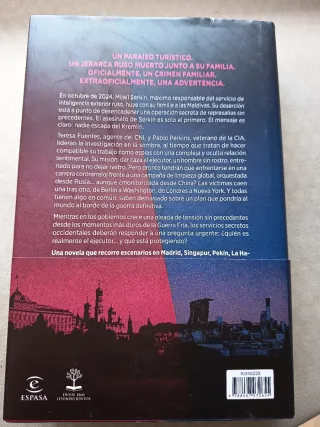 UN PARAÍSO TURÍSTICO.
UN JERARCA RUSO MUERTO JUNTO A SU FAMILIA.
OFICIALMENTE, UN CRIMEN FAMILIAR.
EXTRAOFICIALMENTE, UNA ADVERTENCIA.
En octubre de 2024, Mijaíl Serkin, máximo responsable del servicio de
inteligencia exterior ruso, huye con su familia a las Maldivas. Su deserción
está a punto de desencadenar una operación secreta de represalias sin
precedentes. El asesinato de Serkin es solo el primero. El mensaje es
claro: nadie escapa del Kremlin.
Teresa Fuentes, agente del CNI, y Pablo Perkins, veterano de la CIA,
lideran la investigación en la sombra, al tiempo que tratan de hacer
compatible su trabajo como espías con una compleja y oculta relación
sentimental. Su misión: dar caza al ejecutor, un hombre sin rostro, entre-
nado para no dejar rastro. Pero pronto tendrán que enfrentarse en una
carrera contrarreloj frente a una campaña de limpieza global, orquestada
desde Rusia... aunque ¿monitorizada desde China? Las víctimas caen
una tras otro, de Berlín a Washington, de Londres a Nueva York. Y todas
tienen algo en común: saben demasiado sobre un plan que pondría al
mundo al borde de la guerra definitiva.
Mientras en los gobiernos crece una oleada de tensión sin precedentes
desde los momentos más duros de la Guerra Fría, los servicios secretos
occidentales deberán responder a una pregunta urgente: ¿quién es
realmente el ejecutor... y qué está protegiendo?
Una novela que recorre escenarios en Madrid, Singapur, Pekín, La Ha-
ESPASA
DESDE 1860
LEYENDO JUNTOS
10340233